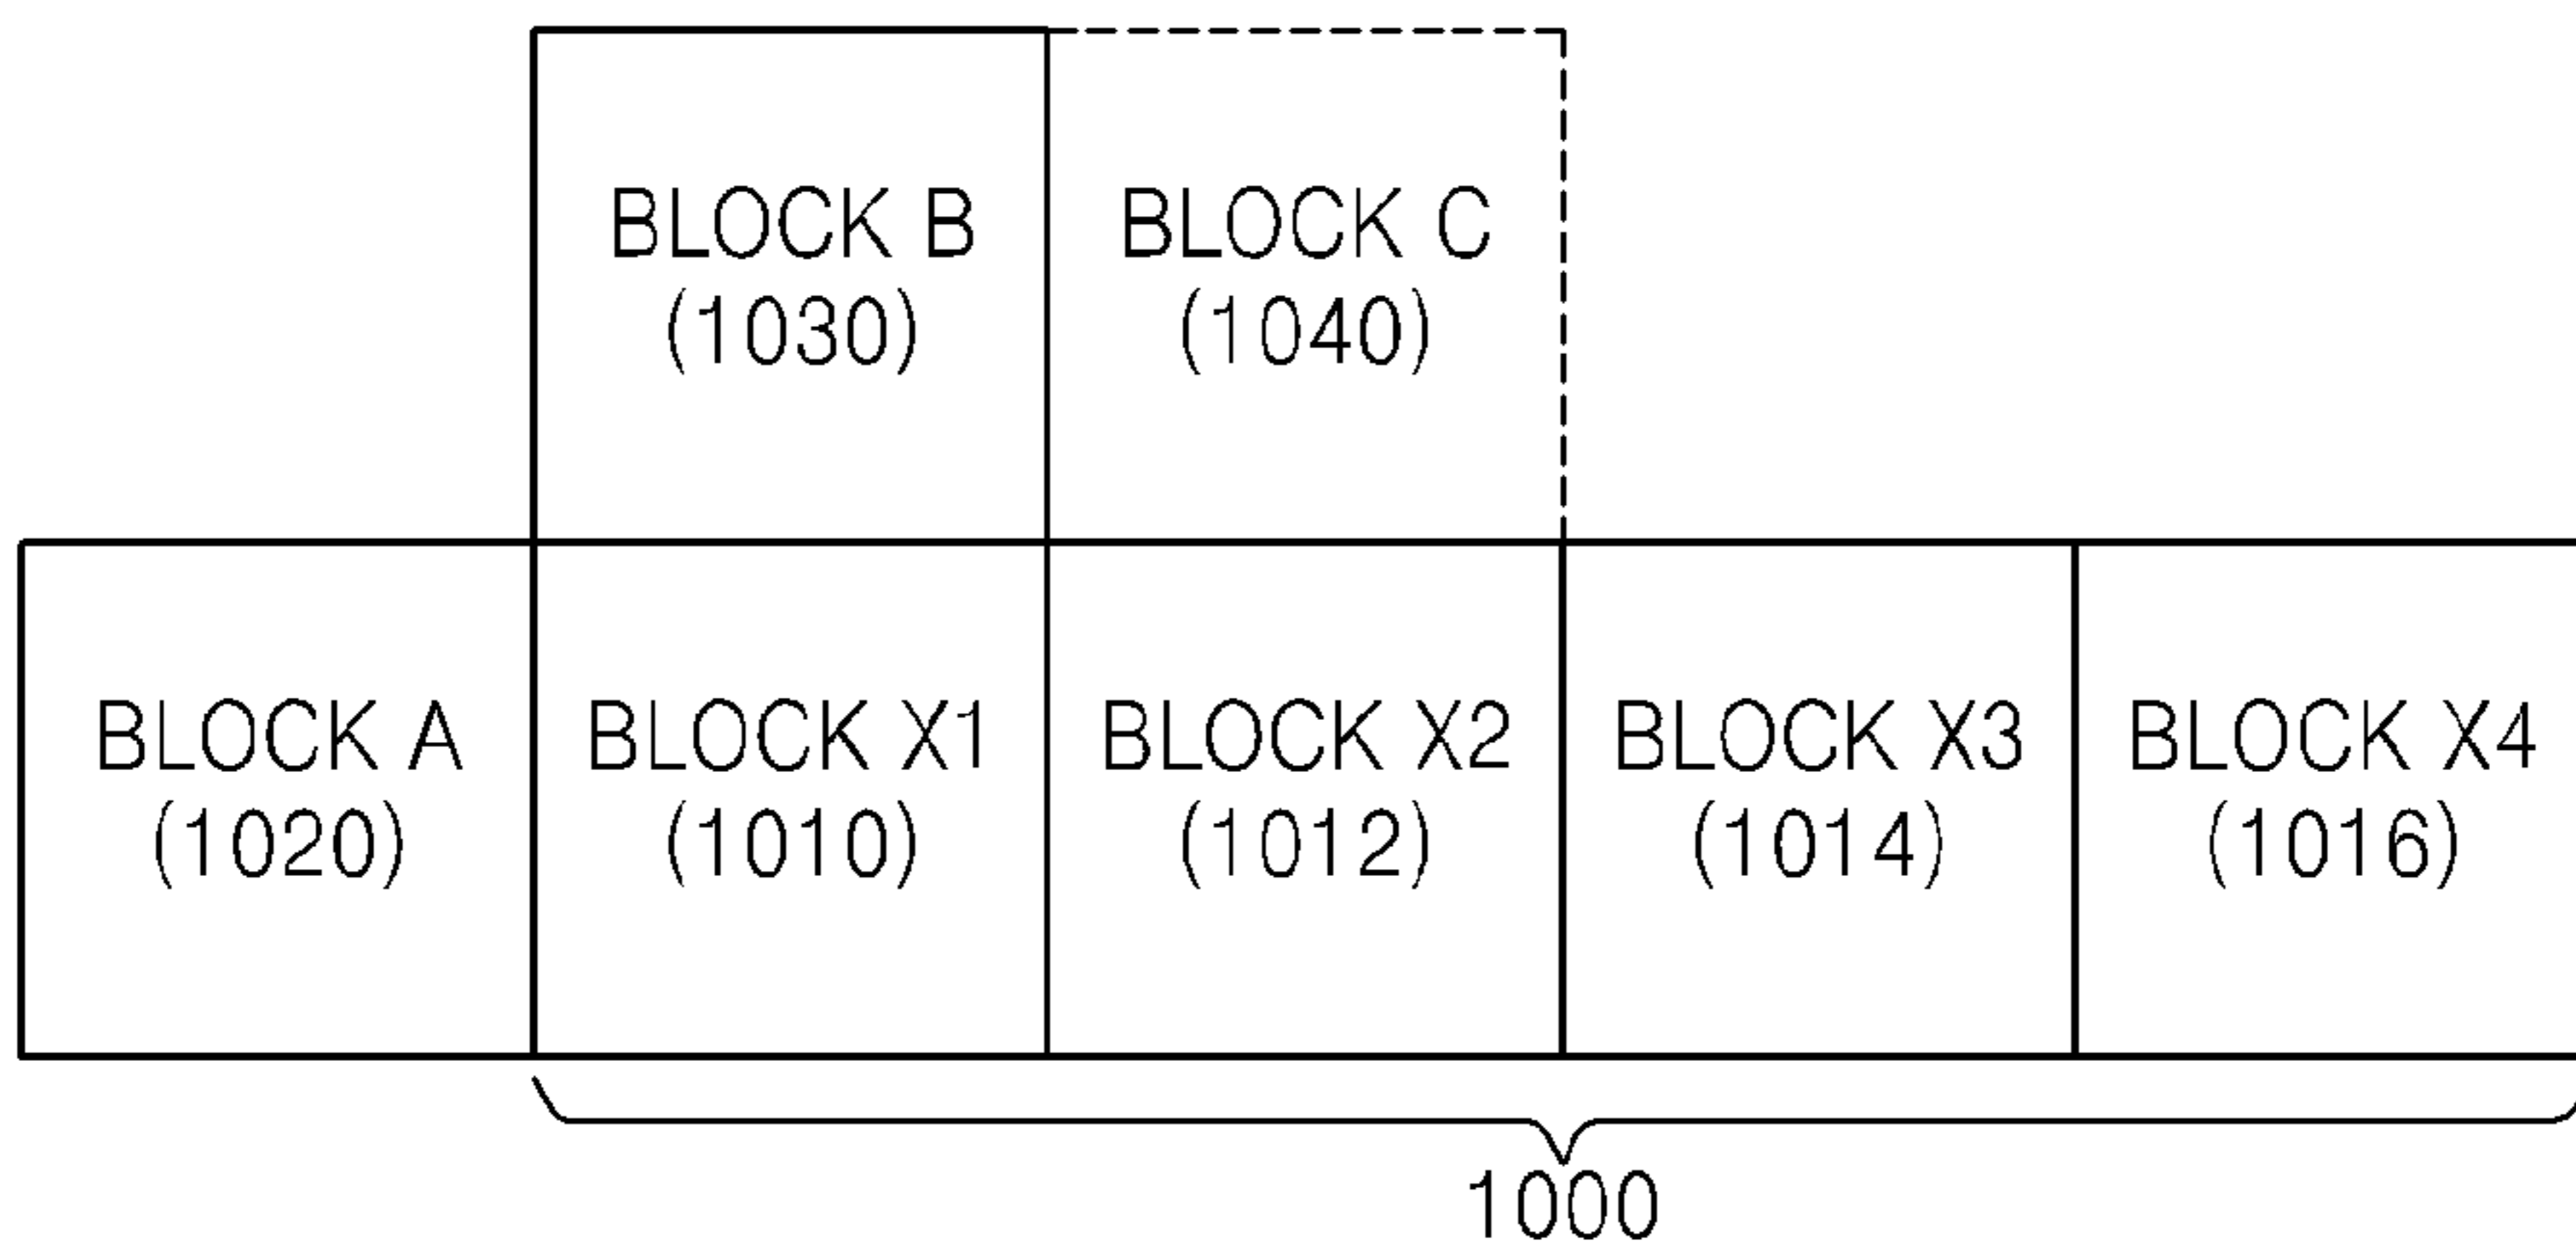 BLOCK B
(1030)
BLOCK C
(1040)
BLOCK A
(1020)
BLOCK X1
(1010)
BLOCK X2
(1012)
BLOCK X3
(1014)
BLOCK X4
(1016)
1000